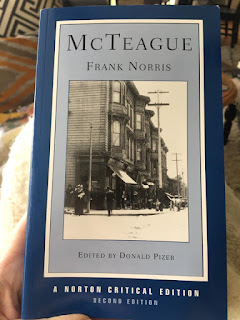 McTeague
Frank Norris
Edited by Donald Pizer
A Norton Critical Edition
Second Edition